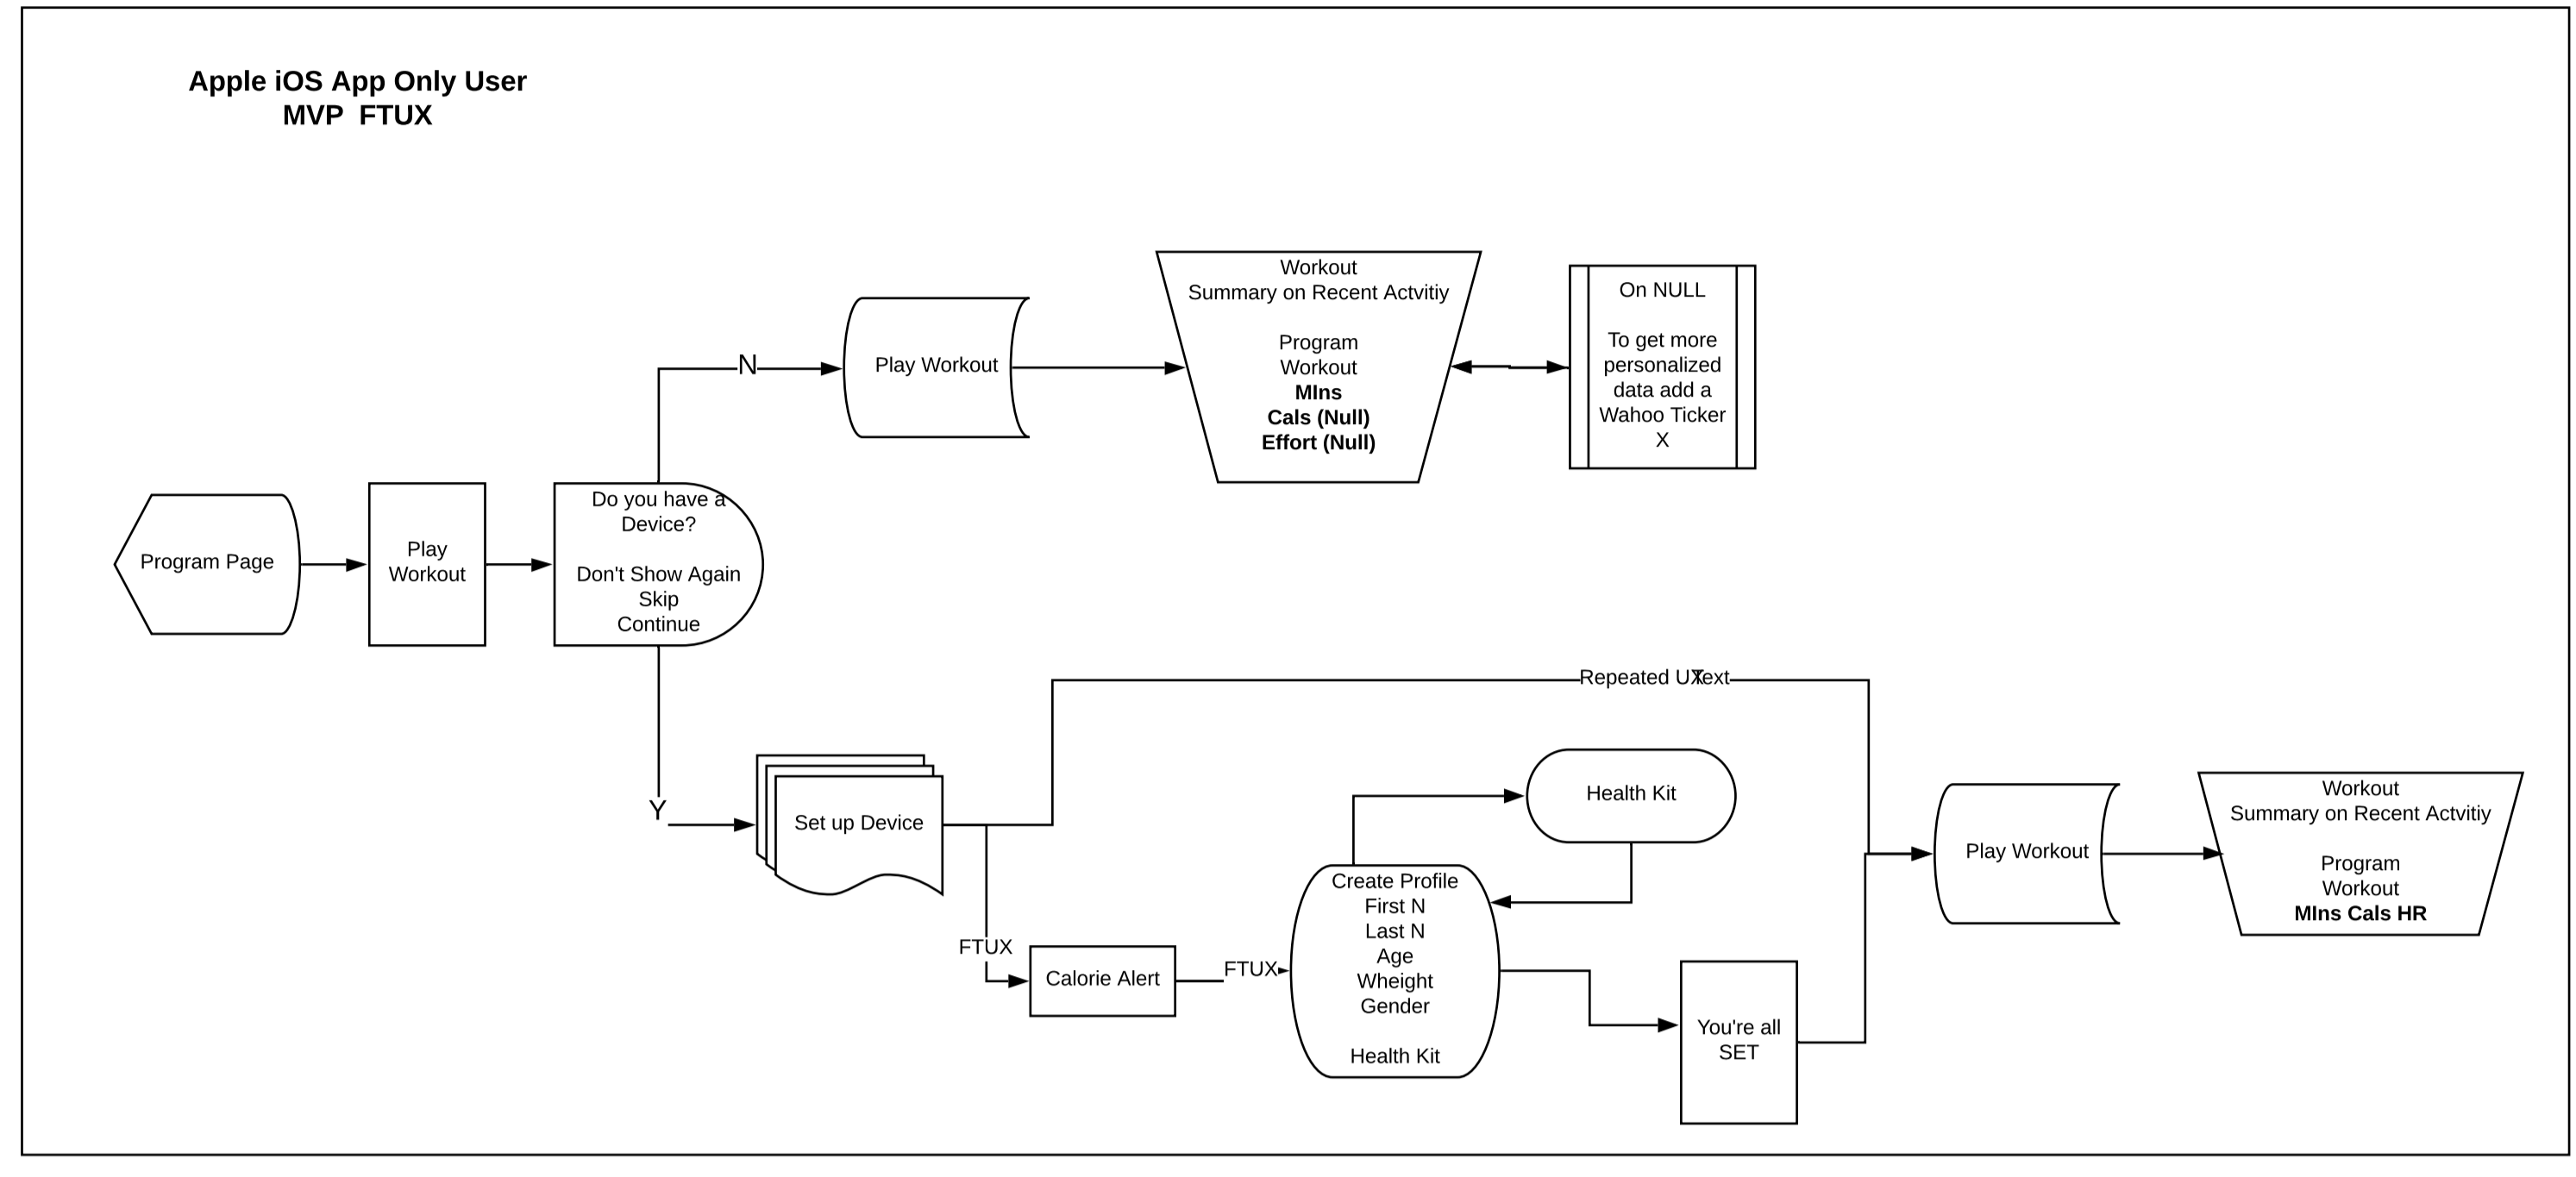 Apple iOS App Only User
MVP  FTUX
Workout
Summary on Recent Actvitiy
Program
Workout
MIns
Cals (Null)
Effort (Null)
On NULL
To get more
personalized
data add a
Wahoo Ticker
X
N
Play Workout
Program Page
Play
Workout
Do you have a
Device?
Don't Show Again
Skip
Continue
Repeated UX
Text
Y
Set up Device
Health Kit
FTUX
Calorie Alert
FTUX
Create Profile
First N
Last N
Age
Wheight
Gender
Health Kit
You're all
SET
Play Workout
Workout
Summary on Recent Actvitiy
Program
Workout
MIns Cals HR